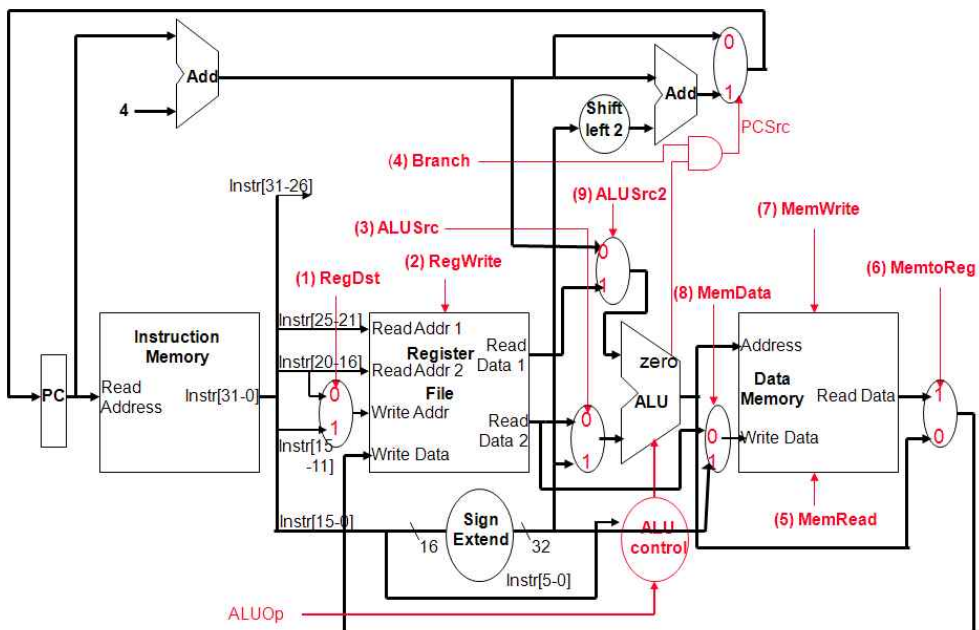 0
Add
4
Add
1
Shift
left 2
PCSrc
(4) Branch
Instr[31-26]
(9) ALUSrc2
(7) MemWrite
(3) ALUSrc
(2) RegWrite
0
(6) MemtoReg
(1) RegDst
1
(8) MemData
Instr[25-21]
Read Addr 1
Instruction
Memory
Register
File
Read
Data 1
zero
Address
Instr[20-16]
Read Addr 2
PC
Read
Address
Instr[31-0]
0
Data
Memory
Read Data
1
ALU
Write Addr
Read
Data 2
0
1
0
Write Data
0
Instr[15
-11]
Write Data
1
1
(5) MemRead
Instr[15-0]
Sign
Extend
ALU
control
16
32
Instr[5-0]
ALUOp